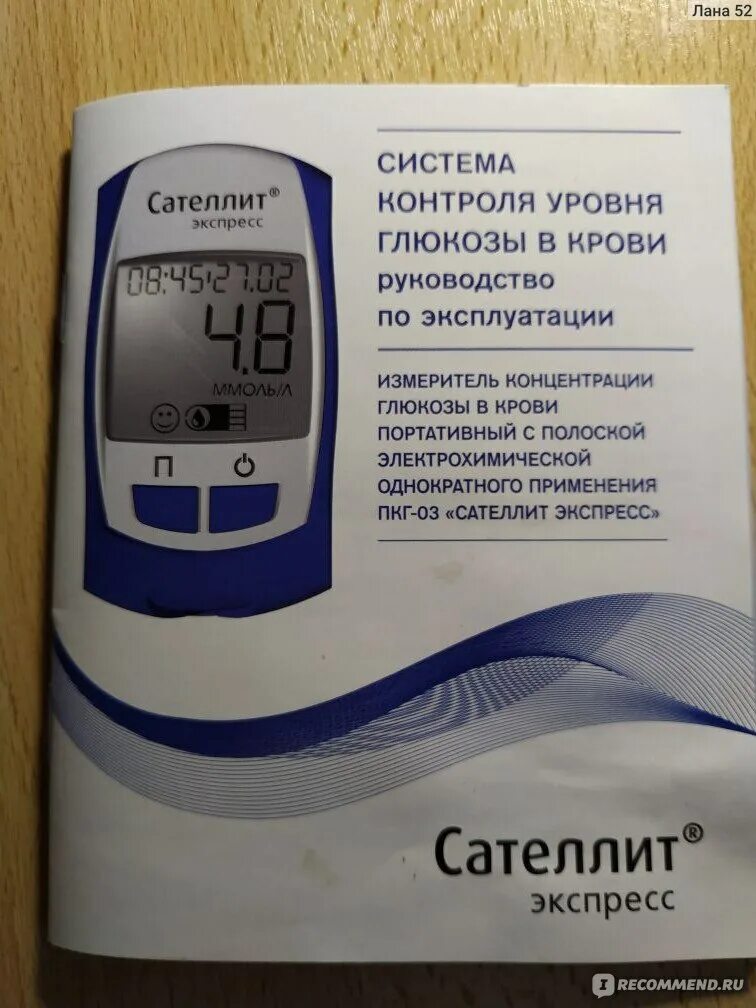 Лана 52
Сателлит®
экспресс
08:45 27.02
4.8
ММОЛЬ/Л
П
СИСТЕМА
КОНТРОЛЯ УРОВНЯ
ГЛЮКОЗЫ В КРОВИ
РУКОВОДСТВО
ПО ЭКСПЛУАТАЦИИ
ИЗМЕРИТЕЛЬ КОНЦЕНТРАЦИИ
ГЛЮКОЗЫ В КРОВИ
ПОРТАТИВНЫЙ С ПОЛОСКОЙ
ЭЛЕКТРОХИМИЧЕСКОЙ
ОДНОКРАТНОГО ПРИМЕНЕНИЯ
ПКГ-03 «САТЕЛЛИТ ЭКСПРЕСС»
Сателлит®
экспресс
I RECOMMEND.RU